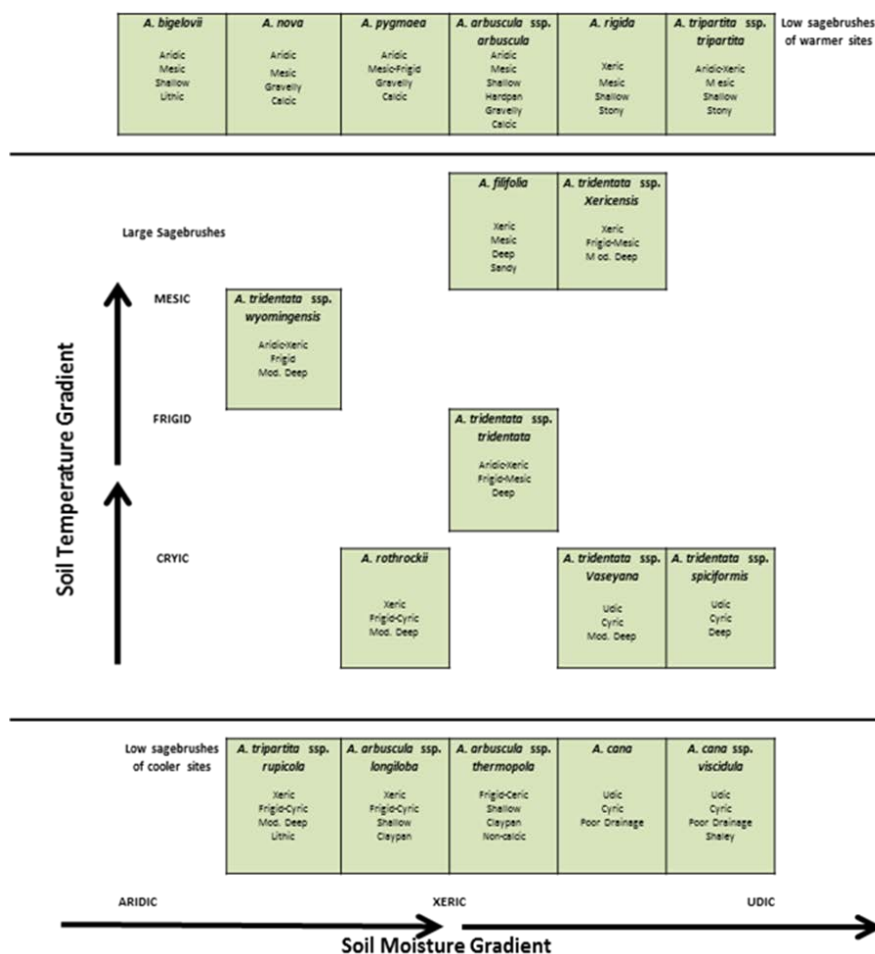 A. bigelovii
Aridic
Mesic
Shallow
Lithic
A. nova
Aridic
Mesic
Gravelly
Calcic
A. pygmaea
Aridic
Mesic-Frigid
Gravelly
Calcic
A. arbuscula ssp.
arbuscula
Aridic
Mesic
Shallow
Hardpan
Gravelly
Calcic
A. rigida
Xeric
Mesic
Shallow
Stony
A. tripartita ssp.
tripartita
Aridic-Xeric
M esic
Shallow
Stony
Low sagebrushes
of warmer sites
Large Sagebrushes
A. filifolia
Xeric
Mesic
Deep
Sandy
A. tridentata ssp.
Xericensis
Xeric
Frigid-Mesic
M od. Deep
Soil Temperature Gradient
MESIC
A. tridentata ssp.
wyomingensis
Aridic-Xeric
Frigid
Mod. Deep
FRIGID
A. tridentata ssp.
tridentata
Aridic-Xeric
Frigid-Mesic
Deep
CRYIC
A. rothrockii
Xeric
Frigid-Cyric
Mod. Deep
A. tridentata ssp.
Vaseyana
Udic
Cyric
Mod. Deep
A. tridentata ssp.
spiciformis
Udic
Cyric
Deep
Low sagebrushes
of cooler sites
A. tripartita ssp.
rupicola
Xeric
Frigid-Cyric
Mod. Deep
Lithic
A. arbuscula ssp.
longiloba
Xeric
Frigid-Cyric
Shallow
Claypan
A. arbuscula ssp.
thermopola
Frigid-Ceric
Shallow
Claypan
Non-calcic
A. cana
Udic
Cyric
Poor Drainage
A. cana ssp.
viscidula
Udic
Cyric
Poor Drainage
Shaley
ARIDIC
XERIC
UDIC
Soil Moisture Gradient